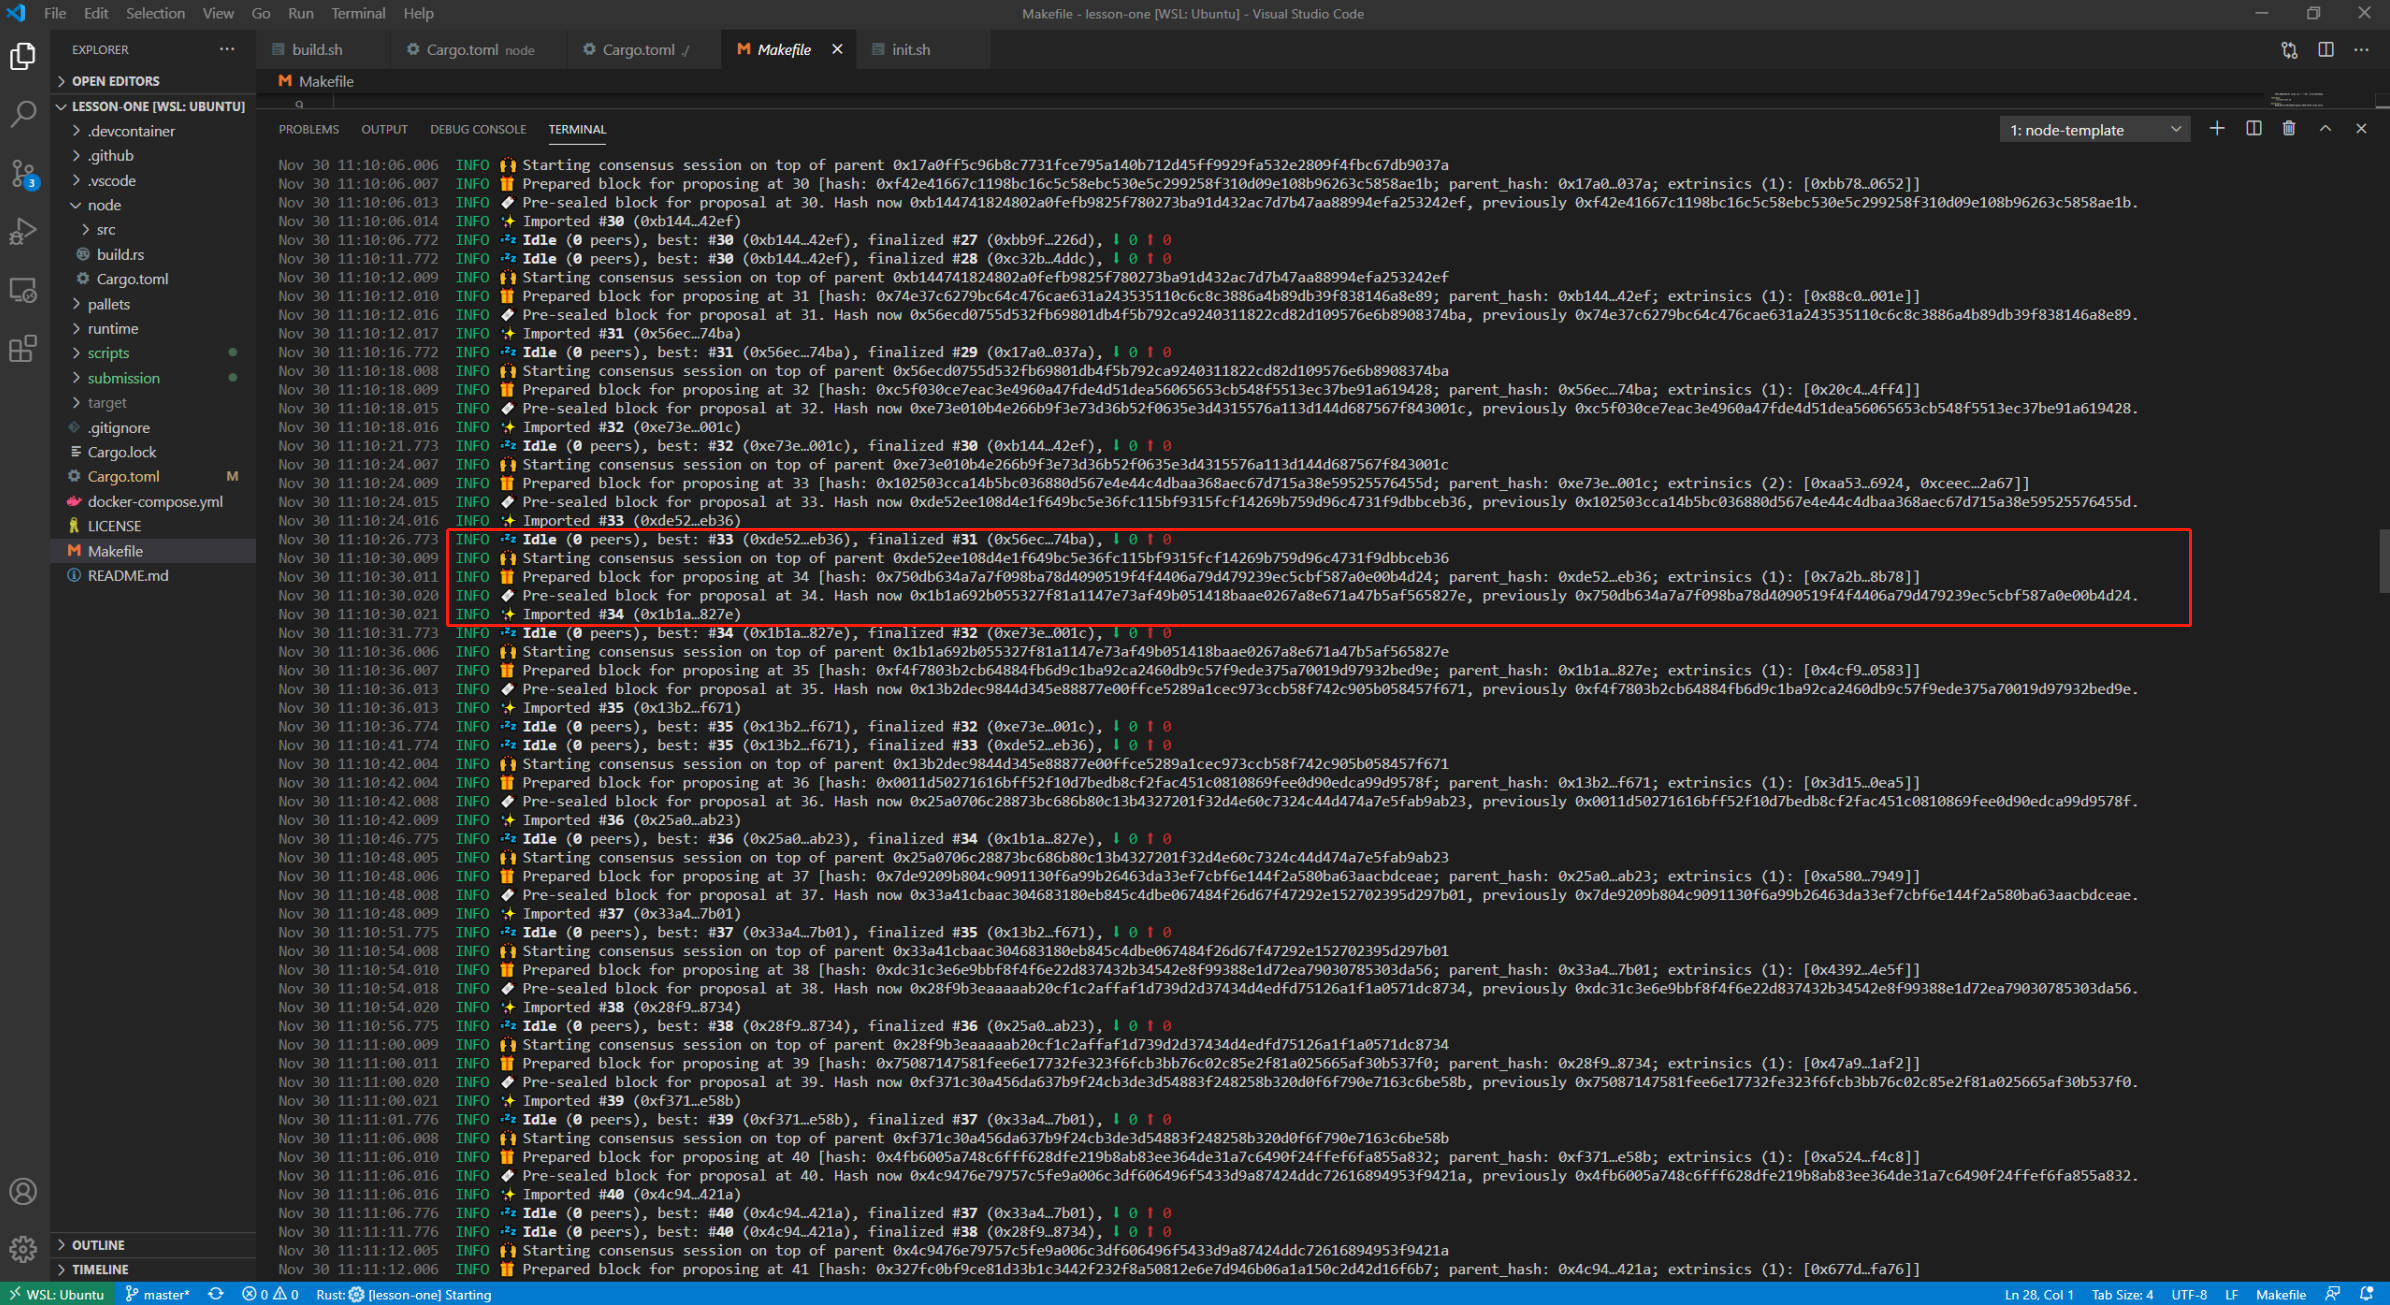 File Edit Selection View Go Run Terminal Help
Makefile - lesson-one [WSL: Ubuntu] - Visual Studio Code
EXPLORER
build.sh
Cargo.toml node
Cargo.toml ./
Makefile
init.sh
OPEN EDITORS
Makefile
LESSON-ONE [WSL: UBUNTU]
9
.devcontainer
.github
.vscode
node
src
build.rs
Cargo.toml
pallets
runtime
scripts
submission
target
.gitignore
Cargo.lock
Cargo.toml M
docker-compose.yml
LICENSE
Makefile
README.md
OUTLINE
TIMELINE
3
PROBLEMS OUTPUT DEBUG CONSOLE TERMINAL
1: node-template
Nov 30 11:10:06.006 INFO Starting consensus session on top of parent 0x17a0ff5c96b8c7731fce795a140b712d45ff9929fa532e2809f4fbc67db9037a
Nov 30 11:10:06.007 INFO Prepared block for proposing at 30 [hash: 0xf42e41667c1198bc16c5c58ebc530e5c299258f310d09e108b96263c5858ae1b; parent_hash: 0x17a0…037a; extrinsics (1): [0xbb78…0652]]
Nov 30 11:10:06.013 INFO Pre-sealed block for proposal at 30. Hash now 0xb144741824802a0fefb9825f780273ba91d432ac7d7b47aa88994efa253242ef, previously 0xf42e41667c1198bc16c5c58ebc530e5c299258f310d09e108b96263c5858ae1b.
Nov 30 11:10:06.014 INFO Imported #30 (0xb144…42ef)
Nov 30 11:10:06.772 INFO Idle (0 peers), best: #30 (0xb144…42ef), finalized #27 (0xbb9f…226d), ⬇ 0 ⬆ 0
Nov 30 11:10:11.772 INFO Idle (0 peers), best: #30 (0xb144…42ef), finalized #28 (0xc32b…4ddc), ⬇ 0 ⬆ 0
Nov 30 11:10:12.009 INFO Starting consensus session on top of parent 0xb144741824802a0fefb9825f780273ba91d432ac7d7b47aa88994efa253242ef
Nov 30 11:10:12.010 INFO Prepared block for proposing at 31 [hash: 0x74e37c6279bc64c476cae631a243535110c6c8c3886a4b89db39f838146a8e89; parent_hash: 0xb144…42ef; extrinsics (1): [0x88c0…001e]]
Nov 30 11:10:12.016 INFO Pre-sealed block for proposal at 31. Hash now 0x56ecd0755d532fb69801db4f5b792ca9240311822cd82d109576e6b8908374ba, previously 0x74e37c6279bc64c476cae631a243535110c6c8c3886a4b89db39f838146a8e89.
Nov 30 11:10:12.017 INFO Imported #31 (0x56ec…74ba)
Nov 30 11:10:16.772 INFO Idle (0 peers), best: #31 (0x56ec…74ba), finalized #29 (0x17a0…037a), ⬇ 0 ⬆ 0
Nov 30 11:10:18.008 INFO Starting consensus session on top of parent 0x56ecd0755d532fb69801db4f5b792ca9240311822cd82d109576e6b8908374ba
Nov 30 11:10:18.009 INFO Prepared block for proposing at 32 [hash: 0xc5f030ce7eac3e4960a47fde4d51dea56065653cb548f5513ec37be91a619428; parent_hash: 0x56ec…74ba; extrinsics (1): [0x20c4…4ff4]]
Nov 30 11:10:18.015 INFO Pre-sealed block for proposal at 32. Hash now 0xe73e010b4e266b9f3e73d36b52f0635e3d4315576a113d144d687567f843001c, previously 0xc5f030ce7eac3e4960a47fde4d51dea56065653cb548f5513ec37be91a619428.
Nov 30 11:10:18.016 INFO Imported #32 (0xe73e…001c)
Nov 30 11:10:21.773 INFO Idle (0 peers), best: #32 (0xe73e…001c), finalized #30 (0xb144…42ef), ⬇ 0 ⬆ 0
Nov 30 11:10:24.007 INFO Starting consensus session on top of parent 0xe73e010b4e266b9f3e73d36b52f0635e3d4315576a113d144d687567f843001c
Nov 30 11:10:24.009 INFO Prepared block for proposing at 33 [hash: 0x102503cca14b5bc036880d567e4e44c4dbaa368aec67d715a38e59525576455d; parent_hash: 0xe73e…001c; extrinsics (2): [0xaa53…6924, 0xceec…2a67]]
Nov 30 11:10:24.015 INFO Pre-sealed block for proposal at 33. Hash now 0xde52ee108d4e1f649bc5e36fc115bf9315fcf14269b759d96c4731f9dbbceb36, previously 0x102503cca14b5bc036880d567e4e44c4dbaa368aec67d715a38e59525576455d.
Nov 30 11:10:24.016 INFO Imported #33 (0xde52…eb36)
Nov 30 11:10:26.773 INFO Idle (0 peers), best: #33 (0xde52…eb36), finalized #31 (0x56ec…74ba), ⬇ 0 ⬆ 0
Nov 30 11:10:30.009 INFO Starting consensus session on top of parent 0xde52ee108d4e1f649bc5e36fc115bf9315fcf14269b759d96c4731f9dbbceb36
Nov 30 11:10:30.011 INFO Prepared block for proposing at 34 [hash: 0x750db634a7a7f098ba78d4090519f4f4406a79d479239ec5cbf587a0e00b4d24; parent_hash: 0xde52…eb36; extrinsics (1): [0x7a2b…8b78]]
Nov 30 11:10:30.020 INFO Pre-sealed block for proposal at 34. Hash now 0x1b1a692b055327f81a1147e73af49b051418baae0267a8e671a47b5af565827e, previously 0x750db634a7a7f098ba78d4090519f4f4406a79d479239ec5cbf587a0e00b4d24.
Nov 30 11:10:30.021 INFO Imported #34 (0x1b1a…827e)
Nov 30 11:10:31.773 INFO Idle (0 peers), best: #34 (0x1b1a…827e), finalized #32 (0xe73e…001c), ⬇ 0 ⬆ 0
Nov 30 11:10:36.006 INFO Starting consensus session on top of parent 0x1b1a692b055327f81a1147e73af49b051418baae0267a8e671a47b5af565827e
Nov 30 11:10:36.007 INFO Prepared block for proposing at 35 [hash: 0xf4f7803b2cb64884fb6d9c1ba92ca2460db9c57f9ede375a70019d97932bed9e; parent_hash: 0x1b1a…827e; extrinsics (1): [0x4cf9…0583]]
Nov 30 11:10:36.013 INFO Pre-sealed block for proposal at 35. Hash now 0x13b2dec9844d345e88877e00ffce5289a1cec973ccb58f742c905b058457f671, previously 0xf4f7803b2cb64884fb6d9c1ba92ca2460db9c57f9ede375a70019d97932bed9e.
Nov 30 11:10:36.013 INFO Imported #35 (0x13b2…f671)
Nov 30 11:10:36.774 INFO Idle (0 peers), best: #35 (0x13b2…f671), finalized #32 (0xe73e…001c), ⬇ 0 ⬆ 0
Nov 30 11:10:41.774 INFO Idle (0 peers), best: #35 (0x13b2…f671), finalized #33 (0xde52…eb36), ⬇ 0 ⬆ 0
Nov 30 11:10:42.004 INFO Starting consensus session on top of parent 0x13b2dec9844d345e88877e00ffce5289a1cec973ccb58f742c905b058457f671
Nov 30 11:10:42.004 INFO Prepared block for proposing at 36 [hash: 0x0011d50271616bff52f10d7bedb8cf2fac451c0810869fee0d90edca99d9578f; parent_hash: 0x13b2…f671; extrinsics (1): [0x3d15…0ea5]]
Nov 30 11:10:42.008 INFO Pre-sealed block for proposal at 36. Hash now 0x25a0706c28873bc686b80c13b4327201f32d4e60c7324c44d474a7e5fab9ab23, previously 0x0011d50271616bff52f10d7bedb8cf2fac451c0810869fee0d90edca99d9578f.
Nov 30 11:10:42.009 INFO Imported #36 (0x25a0…ab23)
Nov 30 11:10:46.775 INFO Idle (0 peers), best: #36 (0x25a0…ab23), finalized #34 (0x1b1a…827e), ⬇ 0 ⬆ 0
Nov 30 11:10:48.005 INFO Starting consensus session on top of parent 0x25a0706c28873bc686b80c13b4327201f32d4e60c7324c44d474a7e5fab9ab23
Nov 30 11:10:48.006 INFO Prepared block for proposing at 37 [hash: 0x7de9209b804c9091130f6a99b26463da33ef7cbf6e144f2a580ba63aacbdceae; parent_hash: 0x25a0…ab23; extrinsics (1): [0xa580…7949]]
Nov 30 11:10:48.008 INFO Pre-sealed block for proposal at 37. Hash now 0x33a41cbaac304683180eb845c4dbe067484f26d67f47292e152702395d297b01, previously 0x7de9209b804c9091130f6a99b26463da33ef7cbf6e144f2a580ba63aacbdceae.
Nov 30 11:10:48.009 INFO Imported #37 (0x33a4…7b01)
Nov 30 11:10:51.775 INFO Idle (0 peers), best: #37 (0x33a4…7b01), finalized #35 (0x13b2…f671), ⬇ 0 ⬆ 0
Nov 30 11:10:54.008 INFO Starting consensus session on top of parent 0x33a41cbaac304683180eb845c4dbe067484f26d67f47292e152702395d297b01
Nov 30 11:10:54.010 INFO Prepared block for proposing at 38 [hash: 0xdc31c3e6e9bbf8f4f6e22d837432b34542e8f99388e1d72ea79030785303da56; parent_hash: 0x33a4…7b01; extrinsics (1): [0x4392…4e5f]]
Nov 30 11:10:54.018 INFO Pre-sealed block for proposal at 38. Hash now 0x28f9b3eaaaaab20cf1c2affaf1d739d2d37434d4edfd75126a1f1a0571dc8734, previously 0xdc31c3e6e9bbf8f4f6e22d837432b34542e8f99388e1d72ea79030785303da56.
Nov 30 11:10:54.020 INFO Imported #38 (0x28f9…8734)
Nov 30 11:10:56.775 INFO Idle (0 peers), best: #38 (0x28f9…8734), finalized #36 (0x25a0…ab23), ⬇ 0 ⬆ 0
Nov 30 11:11:00.009 INFO Starting consensus session on top of parent 0x28f9b3eaaaaab20cf1c2affaf1d739d2d37434d4edfd75126a1f1a0571dc8734
Nov 30 11:11:00.011 INFO Prepared block for proposing at 39 [hash: 0x75087147581fee6e17732fe323f6fcb3bb76c02c85e2f81a025665af30b537f0; parent_hash: 0x28f9…8734; extrinsics (1): [0x47a9…1af2]]
Nov 30 11:11:00.020 INFO Pre-sealed block for proposal at 39. Hash now 0xf371c30a456da637b9f24cb3de3d54883f248258b320d0f6f790e7163c6be58b, previously 0x75087147581fee6e17732fe323f6fcb3bb76c02c85e2f81a025665af30b537f0.
Nov 30 11:11:00.021 INFO Imported #39 (0xf371…e58b)
Nov 30 11:11:01.776 INFO Idle (0 peers), best: #39 (0xf371…e58b), finalized #37 (0x33a4…7b01), ⬇ 0 ⬆ 0
Nov 30 11:11:06.008 INFO Starting consensus session on top of parent 0xf371c30a456da637b9f24cb3de3d54883f248258b320d0f6f790e7163c6be58b
Nov 30 11:11:06.010 INFO Prepared block for proposing at 40 [hash: 0x4fb6005a748c6fff628dfe219b8ab83ee364de31a7c6490f24ffef6fa855a832; parent_hash: 0xf371…e58b; extrinsics (1): [0xa524…f4c8]]
Nov 30 11:11:06.016 INFO Pre-sealed block for proposal at 40. Hash now 0x4c9476e79757c5fe9a006c3df606496f5433d9a87424ddc72616894953f9421a, previously 0x4fb6005a748c6fff628dfe219b8ab83ee364de31a7c6490f24ffef6fa855a832.
Nov 30 11:11:06.016 INFO Imported #40 (0x4c94…421a)
Nov 30 11:11:06.776 INFO Idle (0 peers), best: #40 (0x4c94…421a), finalized #37 (0x33a4…7b01), ⬇ 0 ⬆ 0
Nov 30 11:11:11.776 INFO Idle (0 peers), best: #40 (0x4c94…421a), finalized #38 (0x28f9…8734), ⬇ 0 ⬆ 0
Nov 30 11:11:12.005 INFO Starting consensus session on top of parent 0x4c9476e79757c5fe9a006c3df606496f5433d9a87424ddc72616894953f9421a
Nov 30 11:11:12.006 INFO Prepared block for proposing at 41 [hash: 0x327fc0bf9ce81d33b1c3442f232f8a50812e6e7d946b06a1a150c2d42d16f6b7; parent_hash: 0x4c94…421a; extrinsics (1): [0x677d…fa76]]
WSL: Ubuntu master* 0 0 Rust: [lesson-one] Starting Ln 28, Col 1 Tab Size: 4 UTF-8 LF Makefile